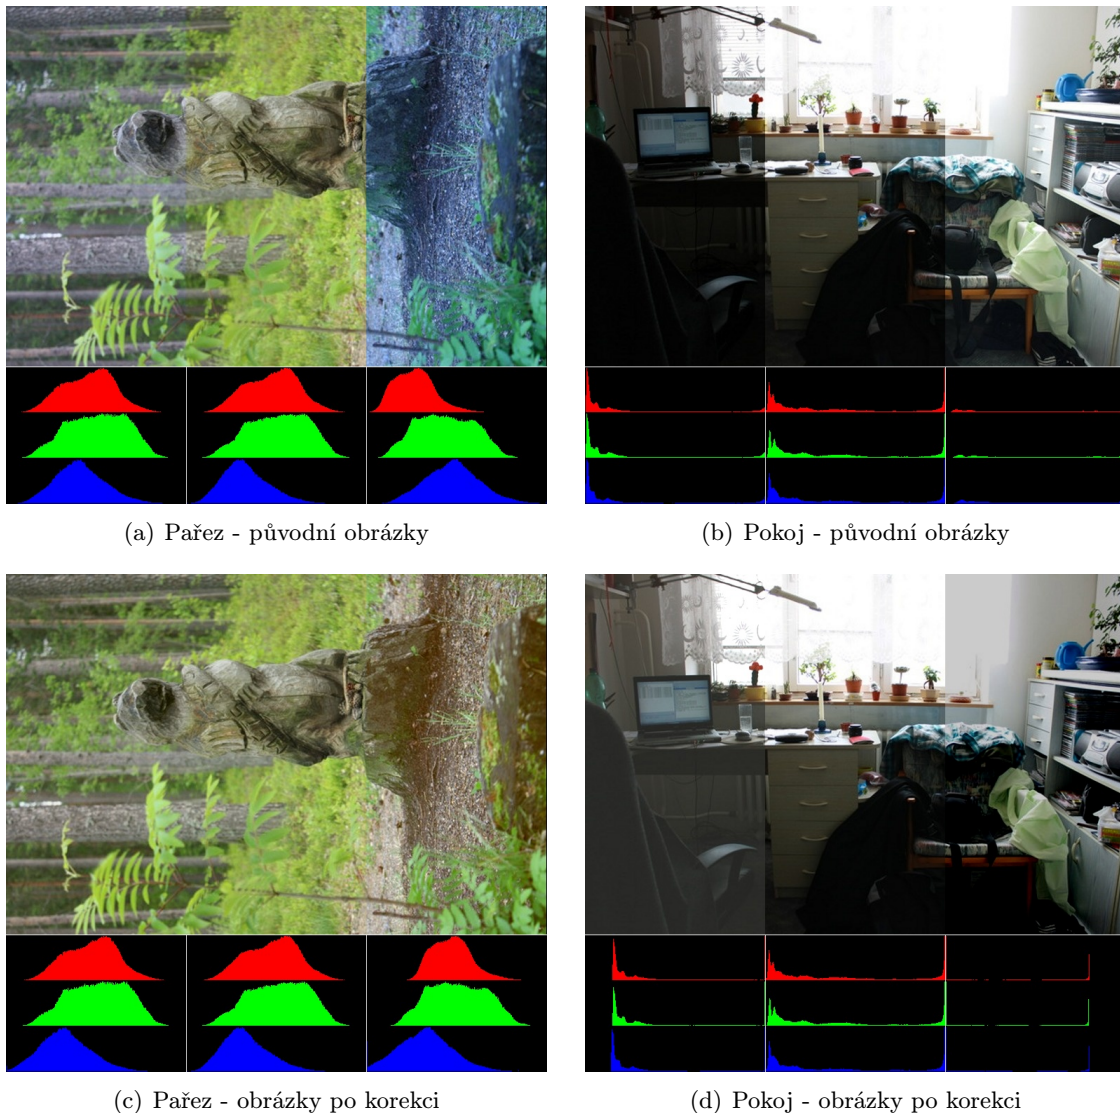 (a) Pařez - původní obrázky
(b) Pokoj - původní obrázky
(c) Pařez - obrázky po korekci
(d) Pokoj - obrázky po korekci